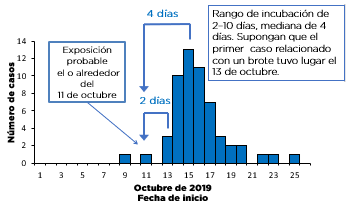 4 días
Rango de incubación de
2-10 días, mediana de 4
días. Supongan que el
primer caso relacionado
con un brote tuvo lugar el
13 de octubre.
Exposición
probable
el o alrededor
del
11 de octubre
2 días
Número de casos
14
12
10
8
6
4
2
0
1 3 5 7 9 11 13 15 17 19 21 23 25
Octubre de 2019
Fecha de inicio